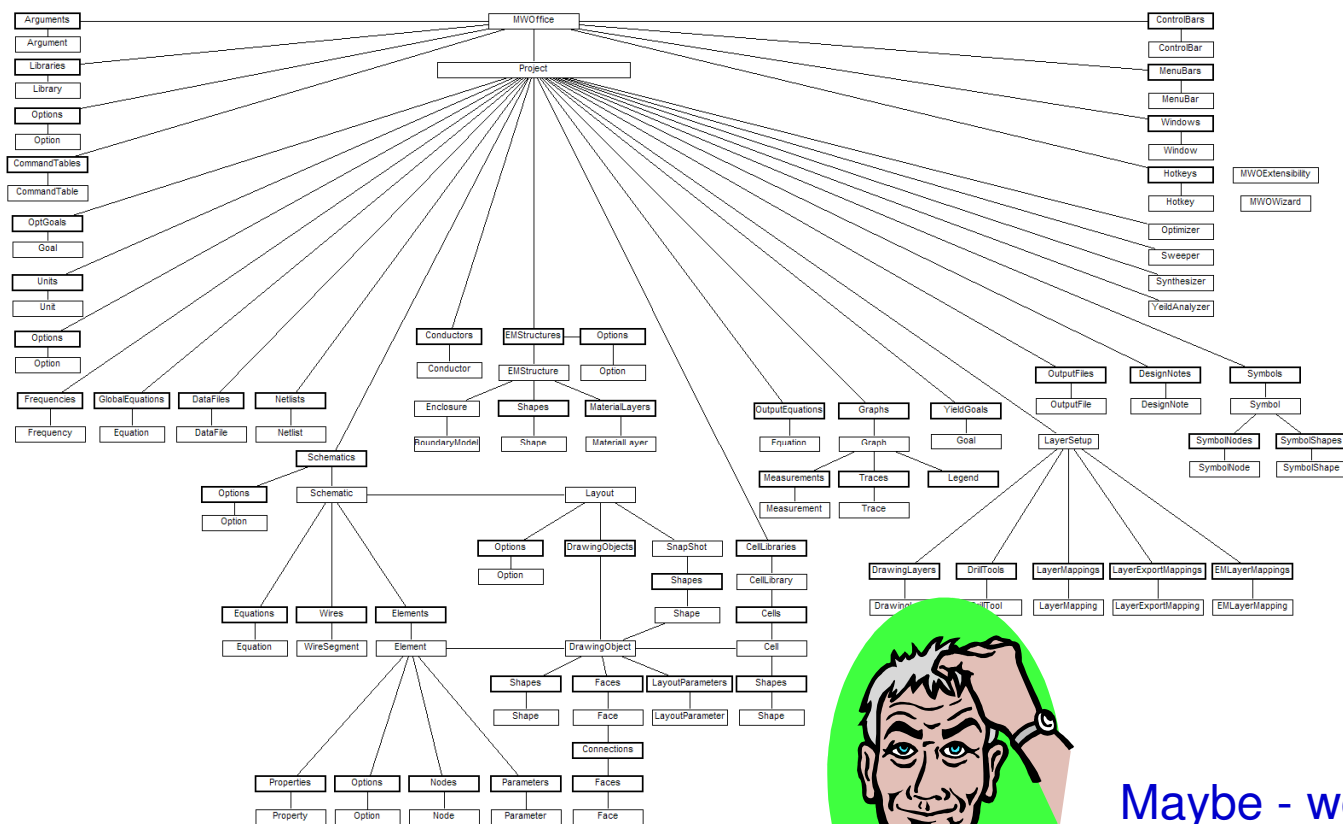 MWOffice
Project
Arguments
Argument
Libraries
Library
Options
Option
CommandTables
CommandTable
OptGoals
Goal
Units
Unit
Options
Option
ControlBars
ControlBar
MenuBars
MenuBar
Windows
Window
Hotkeys
Hotkey
MWOExtensibility
MWOWizard
Optimizer
Sweeper
Synthesizer
YeildAnalyzer
Frequencies
Frequency
GlobalEquations
Equation
DataFiles
DataFile
Netlists
Netlist
Conductors
Conductor
EMStructures
Options
EMStructure
Option
Enclosure
Shapes
MaterialLayers
BoundaryModel
Shape
MaterialLayer
OutputEquations
Equation
Graphs
Graph
YieldGoals
Goal
Measurements
Measurement
Traces
Trace
Legend
OutputFiles
OutputFile
DesignNotes
DesignNote
Symbols
Symbol
SymbolNodes
SymbolNode
SymbolShapes
SymbolShape
LayerSetup
DrawingLayers
DrillTools
LayerMappings
LayerMapping
LayerExportMappings
LayerExportMapping
EMLayerMappings
EMLayerMapping
Schematics
Options
Option
Schematic
Layout
Options
Option
DrawingObjects
SnapShot
Shapes
Shape
CellLibraries
CellLibrary
Cells
Cell
Shapes
Shape
Equations
Equation
Wires
WireSegment
Elements
Element
DrawingObject
Shapes
Shape
Faces
Face
LayoutParameters
LayoutParameter
Connections
Faces
Face
Properties
Property
Options
Option
Nodes
Node
Parameters
Parameter
Maybe -